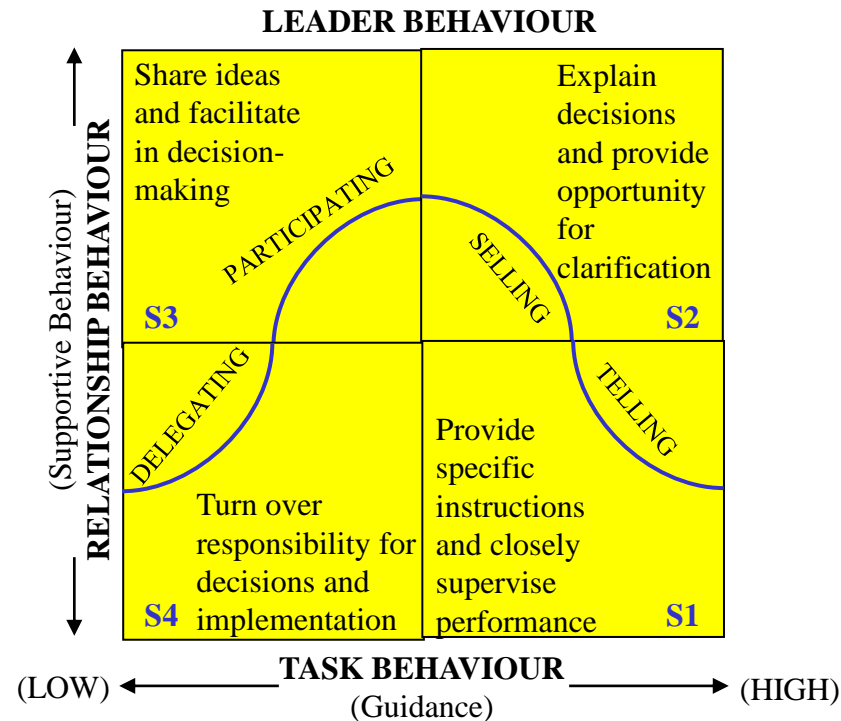 LEADER BEHAVIOUR
Share ideas
and facilitate
in decision-
making
PARTICIPATING
S3
Explain
decisions
and provide
opportunity
for
clarification
SELLING
S2
(Supportive Behaviour)
RELATIONSHIP BEHAVIOUR
DELEGATING
Turn over
responsibility for
decisions and
implementation
S4
TELLING
Provide
specific
instructions
and closely
supervise
performance
S1
(LOW)
TASK BEHAVIOUR
(Guidance)
(HIGH)